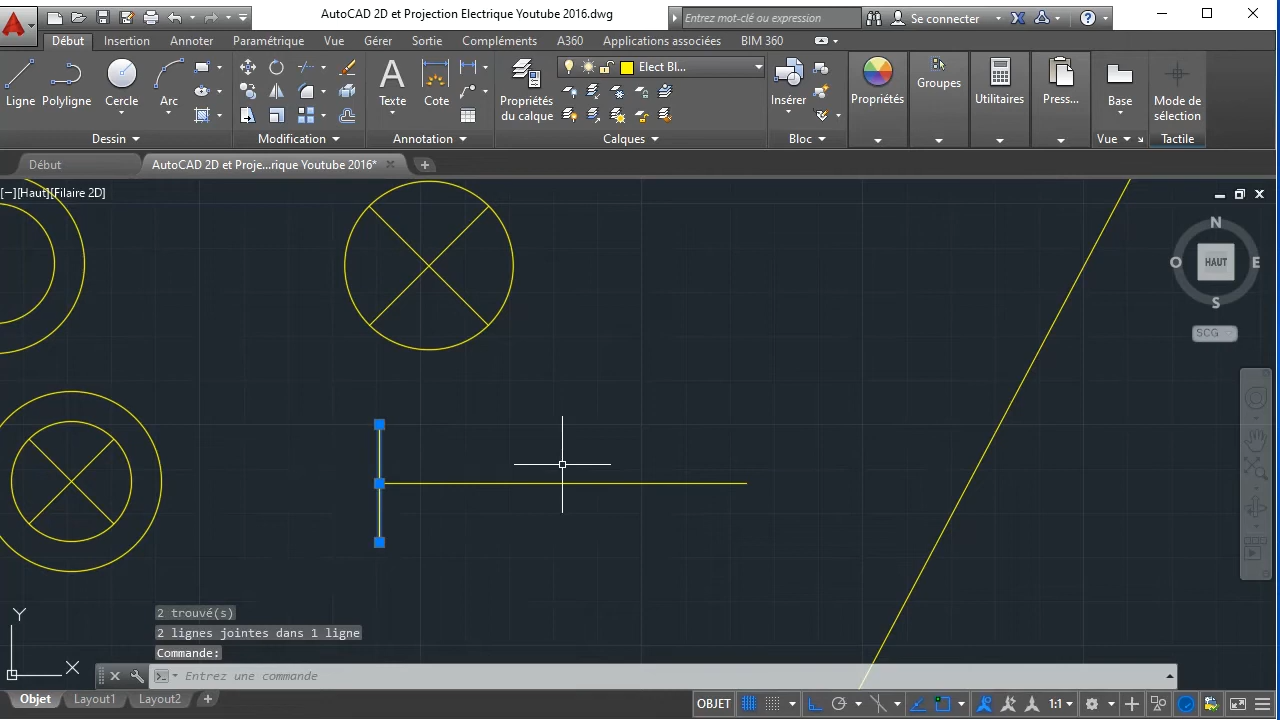 AutoCAD 2D et Projection Electrique Youtube 2016.dwg
Entrez mot-clé ou expression
Se connecter
Début Insertion Annoter Paramétrique Vue Gérer Sortie Compléments A360 Applications associées BIM 360
Elect Bl...
Ligne Polyligne Cercle Arc
A
Texte Cote
Propriétés
du calque
Insérer
Propriétés
Groupes
Utilitaires
Press...
Base
Mode de
sélection
Dessin Modification Annotation Calques Bloc Vue Tactile
Début
AutoCAD 2D et Proje...rique Youtube 2016*
[−][Haut][Filaire 2D]
N
O HAUT E
S
SCG
2 trouvé(s)
2 lignes jointes dans 1 ligne
Commande:
Y
X
Entrez une commande
Objet Layout1 Layout2
OBJET
1:1